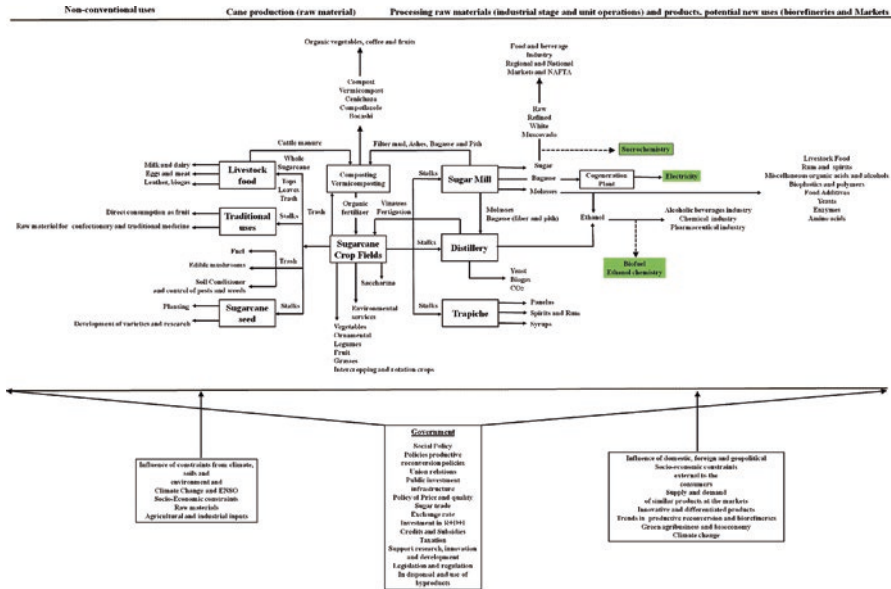 Non-conventional uses
Cane production (raw material)
Processing raw materials (industrial stage and unit operations) and products, potential new uses (biorefineries and Markets
Organic vegetables, coffee and fruits
Food and beverage
Industry
Regional and National
Markets and NAFTA
Compost
Vermicompost
Cenichaza
Bocashi
Raw
Refined
White
Muscovado
Cattle manure
Filter mud, Ashes, Bagasse and Pith
Sucrochemistry
Milk and dairy
Eggs and meat
Leather, biogas
Livestock
food
Whole
Sugarcane
Tops
Leaves
Trash
Composting
Vermicomposting
Stalks
Sugar Mill
Sugar
Bagasse
Molasses
Cogeneration
Plant
Electricity
Livestock Food
Rum and spirits
Miscellaneous organic acids and alcohols
Bioplastics and polymers
Food Additives
Yeasts
Enzymes
Amino acids
Direct consumption as fruit
Raw material for confectionery and traditional medicine
Traditional
uses
Stalks
Trash
Organic
fertilizer
Vinasses
Fertigation
Molasses
Bagasse (fiber and pith)
Ethanol
Alcoholic beverages industry
Chemical industry
Pharmaceutical industry
Fuel
Edible mushrooms
Soil Conditioner
and control of pests and weeds
Trash
Sugarcane
Crop Fields
Stalks
Distillery
Biofuel
Ethanol chemistry
Saccharina
Yeast
Biogas
CO2
Planting
Development of varieties and research
Sugarcane
seed
Stalks
Environmental
services
Stalks
Trapiche
Panelas
Spirits and Rum
Syrups
Vegetables
Ornamental
Legumes
Fruit
Grasses
Intercropping and rotation crops
Influence of constraints from climate,
soils and
environment and
Climate Change and ENSO
Socio-Economic constraints
Raw materials
Agricultural and industrial inputs
Government
Social Policy
Policies productive
reconversion policies
Union relations
Public investment
infrastructure
Policy of Price and quality
Sugar trade
Exchange rate
Investment in
Credits and Subsidies
Taxation
Support research, innovation
and development
Legislation and regulation
In disposal and use of
byproducts
Influence of domestic, foreign and geopolitical
Socio-economic constraints
external to the
consumers
Supply and demand
of similar products at the markets
Innovative and differentiated products
Trends in productive reconversion and biorefineries
Green agribusiness and bioeconomy
Climate change